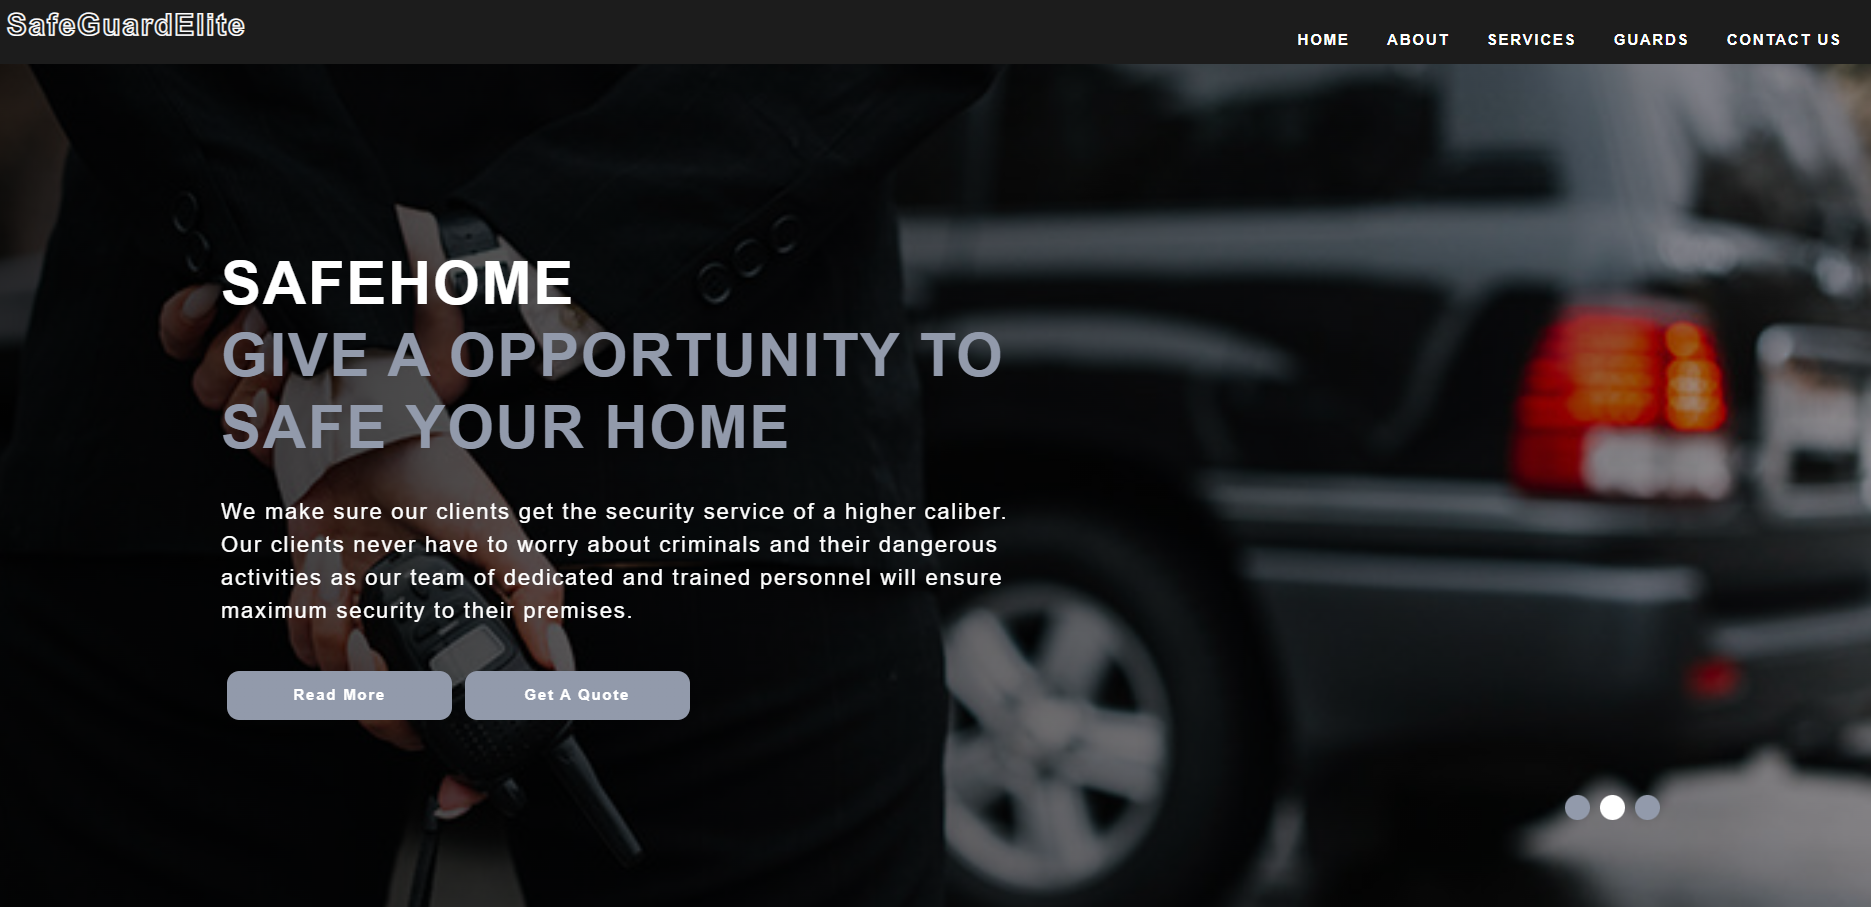 SafeGuardElite
HOME ABOUT SERVICES GUARDS CONTACT US
SAFEHOME
GIVE A OPPORTUNITY TO
SAFE YOUR HOME
We make sure our clients get the security service of a higher caliber.
Our clients never have to worry about criminals and their dangerous
activities as our team of dedicated and trained personnel will ensure
maximum security to their premises.
Read More Get A Quote